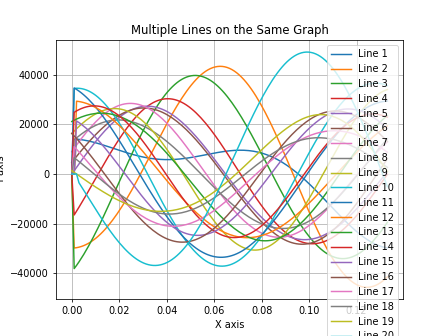 Multiple Lines on the Same Graph
40000
20000
0
−20000
−40000
0.00 0.02 0.04 0.06 0.08 0.10
X axis
Line 1
Line 2
Line 3
Line 4
Line 5
Line 6
Line 7
Line 8
Line 9
Line 10
Line 11
Line 12
Line 13
Line 14
Line 15
Line 16
Line 17
Line 18
Line 19
Line 20